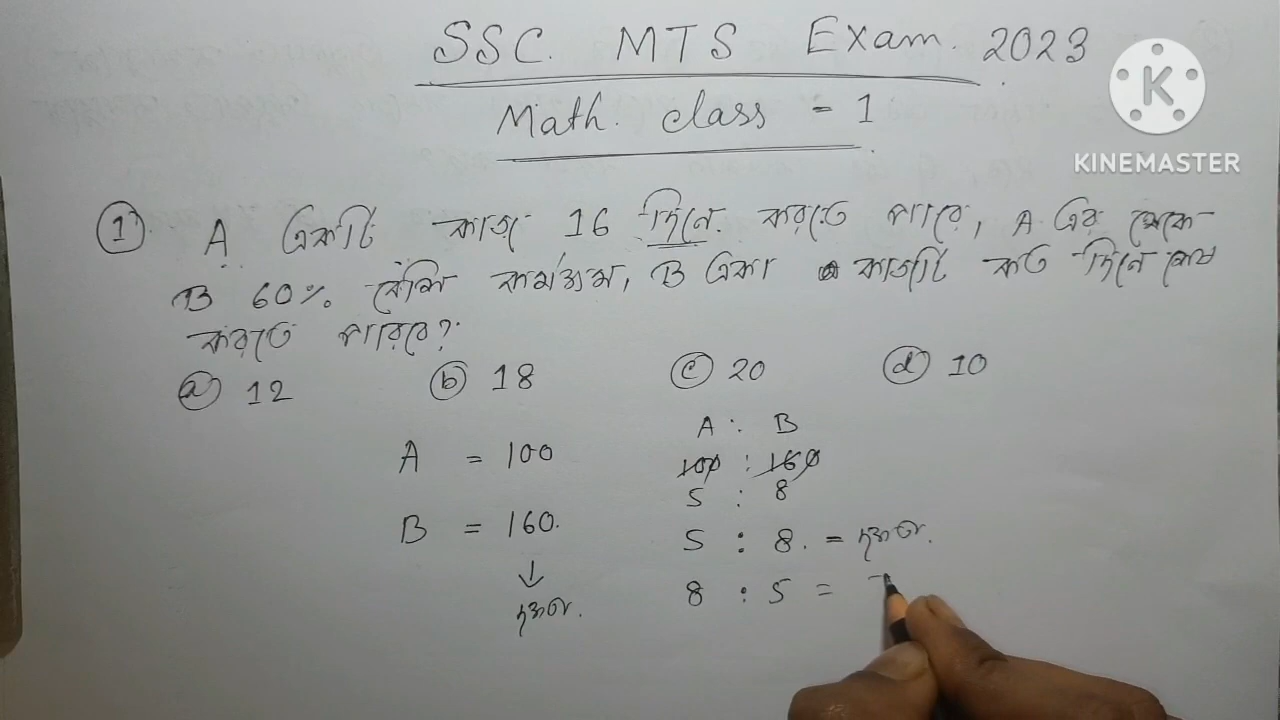 SSC. MTS Exam. 2023
Math. class - 1
K
KINEMASTER
① A একটি কাজ 16 দিনে. করতে পারে, A এর থেকে
B 60% বেশি কার্যক্ষম, B একা কাজটি কত দিনে শেষ
করতে পারবে?
ⓐ 12 ⓑ 18 ⓒ 20 ⓓ 10
A : B
A = 100
100 : 160
5 : 8
B = 160.
5 : 8. = দক্ষতা.
↓
8 : 5 =
দক্ষতা.